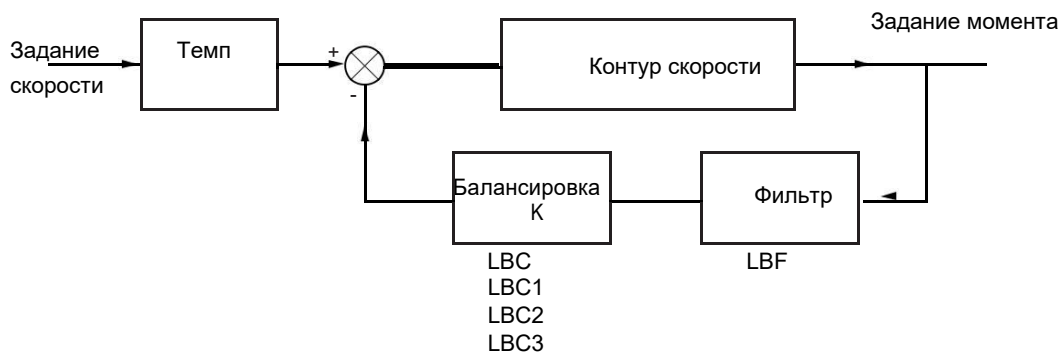 Задание момента
Задание
скорости
Темп
+
-
Контур скорости
Балансировка
K
Фильтр
LBC
LBC1
LBC2
LBC3
LBF